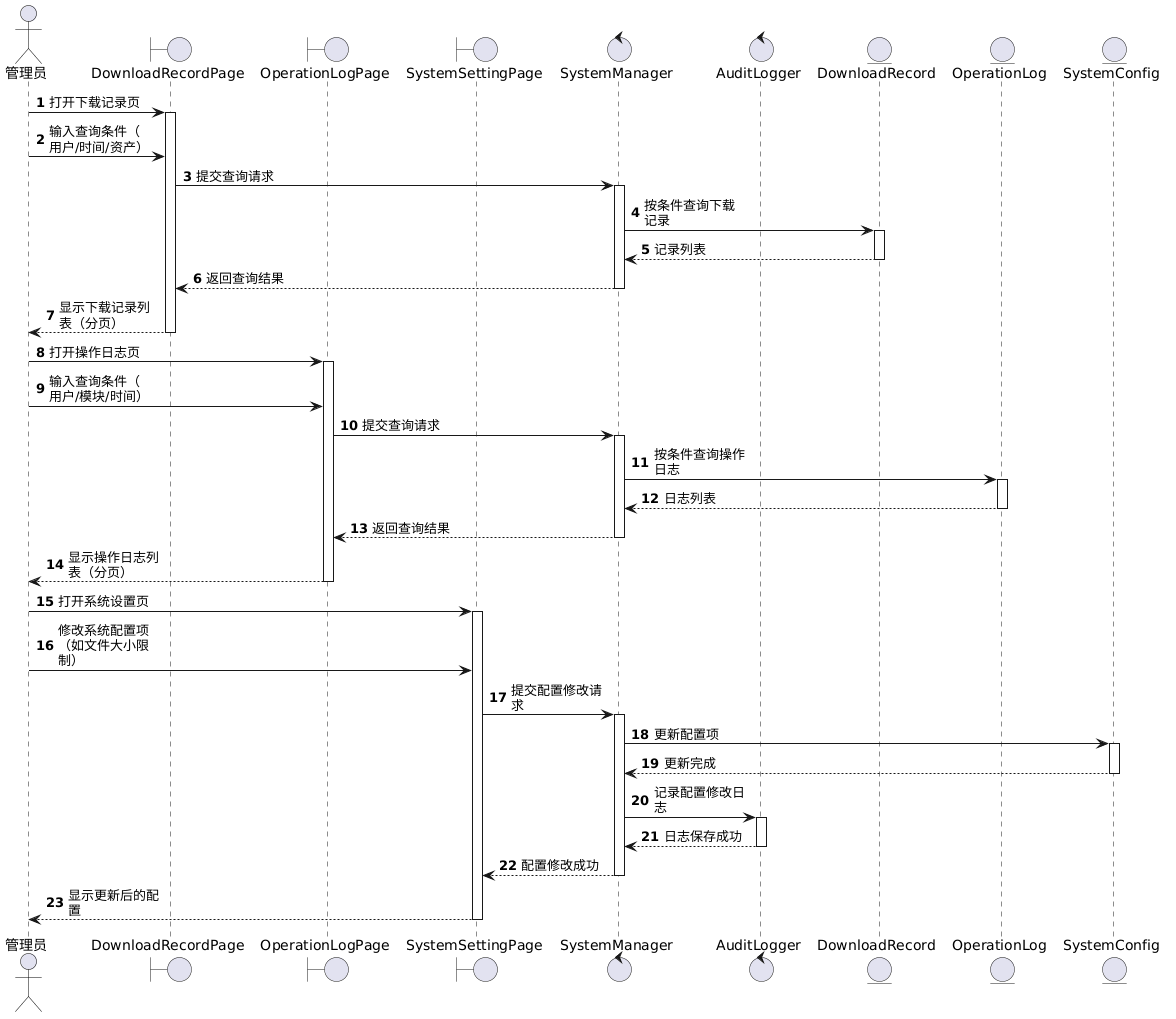 管理员
DownloadRecordPage
OperationLogPage
SystemSettingPage
SystemManager
AuditLogger
DownloadRecord
OperationLog
SystemConfig
1 打开下载记录页
2 输入查询条件（
用户/时间/资产）
3 提交查询请求
4 按条件查询下载
记录
5 记录列表
6 返回查询结果
7 显示下载记录列
表（分页）
8 打开操作日志页
9 输入查询条件（
用户/模块/时间）
10 提交查询请求
11 按条件查询操作
日志
12 日志列表
13 返回查询结果
14 显示操作日志列
表（分页）
15 打开系统设置页
16 修改系统配置项
（如文件大小限
制）
17 提交配置修改请
求
18 更新配置项
19 更新完成
20 记录配置修改日
志
21 日志保存成功
22 配置修改成功
23 显示更新后的配
置
管理员
DownloadRecordPage
OperationLogPage
SystemSettingPage
SystemManager
AuditLogger
DownloadRecord
OperationLog
SystemConfig